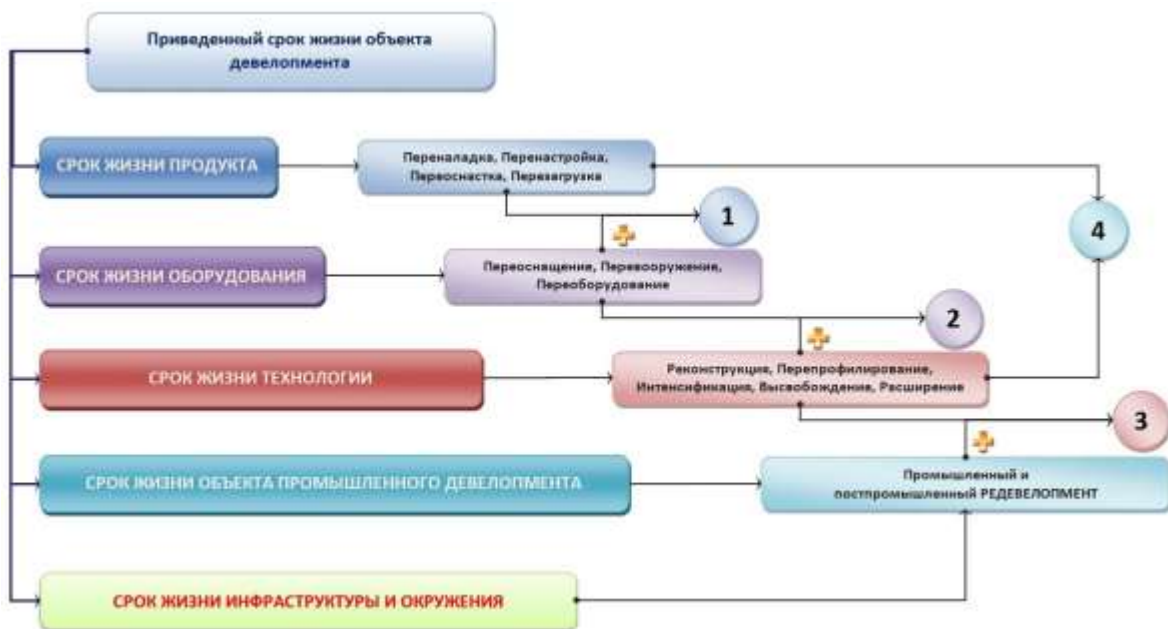 Приведенный срок жизни объекта
девелопмента
СРОК ЖИЗНИ ПРОДУКТА
Переналадка, Перенастройка,
Переоснастка, Перезагрузка
1
4
СРОК ЖИЗНИ ОБОРУДОВАНИЯ
Переоснащение, Перевооружение,
Переоборудование
2
СРОК ЖИЗНИ ТЕХНОЛОГИИ
Реконструкция, Перепрофилирование,
Интенсификация, Высвобождение, Расширение
3
СРОК ЖИЗНИ ОБЪЕКТА ПРОМЫШЛЕННОГО ДЕВЕЛОПМЕНТА
Промышленный и
постпромышленный РЕДЕВЕЛОПМЕНТ
СРОК ЖИЗНИ ИНФРАСТРУКТУРЫ И ОКРУЖЕНИЯ